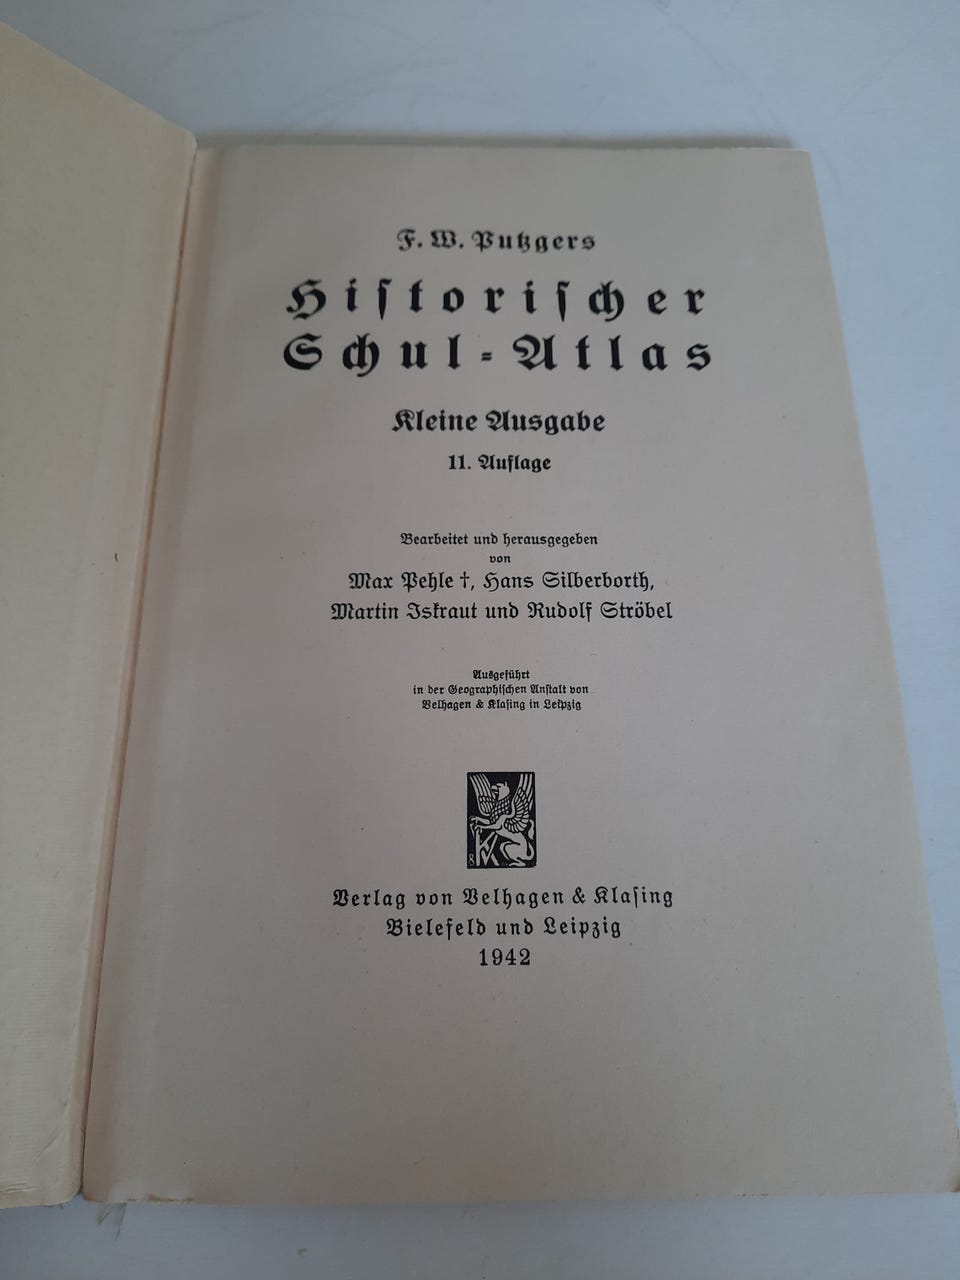 F. W. Putzgers
Historischer
Schul-Atlas
Kleine Ausgabe
11. Auflage
Bearbeitet und herausgegeben
von
Max Pehle †, Hans Silberborth,
Martin Iskraut und Rudolf Ströbel
Ausgeführt
in der Geographischen Anstalt von
Velhagen & Klasing in Leipzig
VK
Verlag von Velhagen & Klasing
Bielefeld und Leipzig
1942